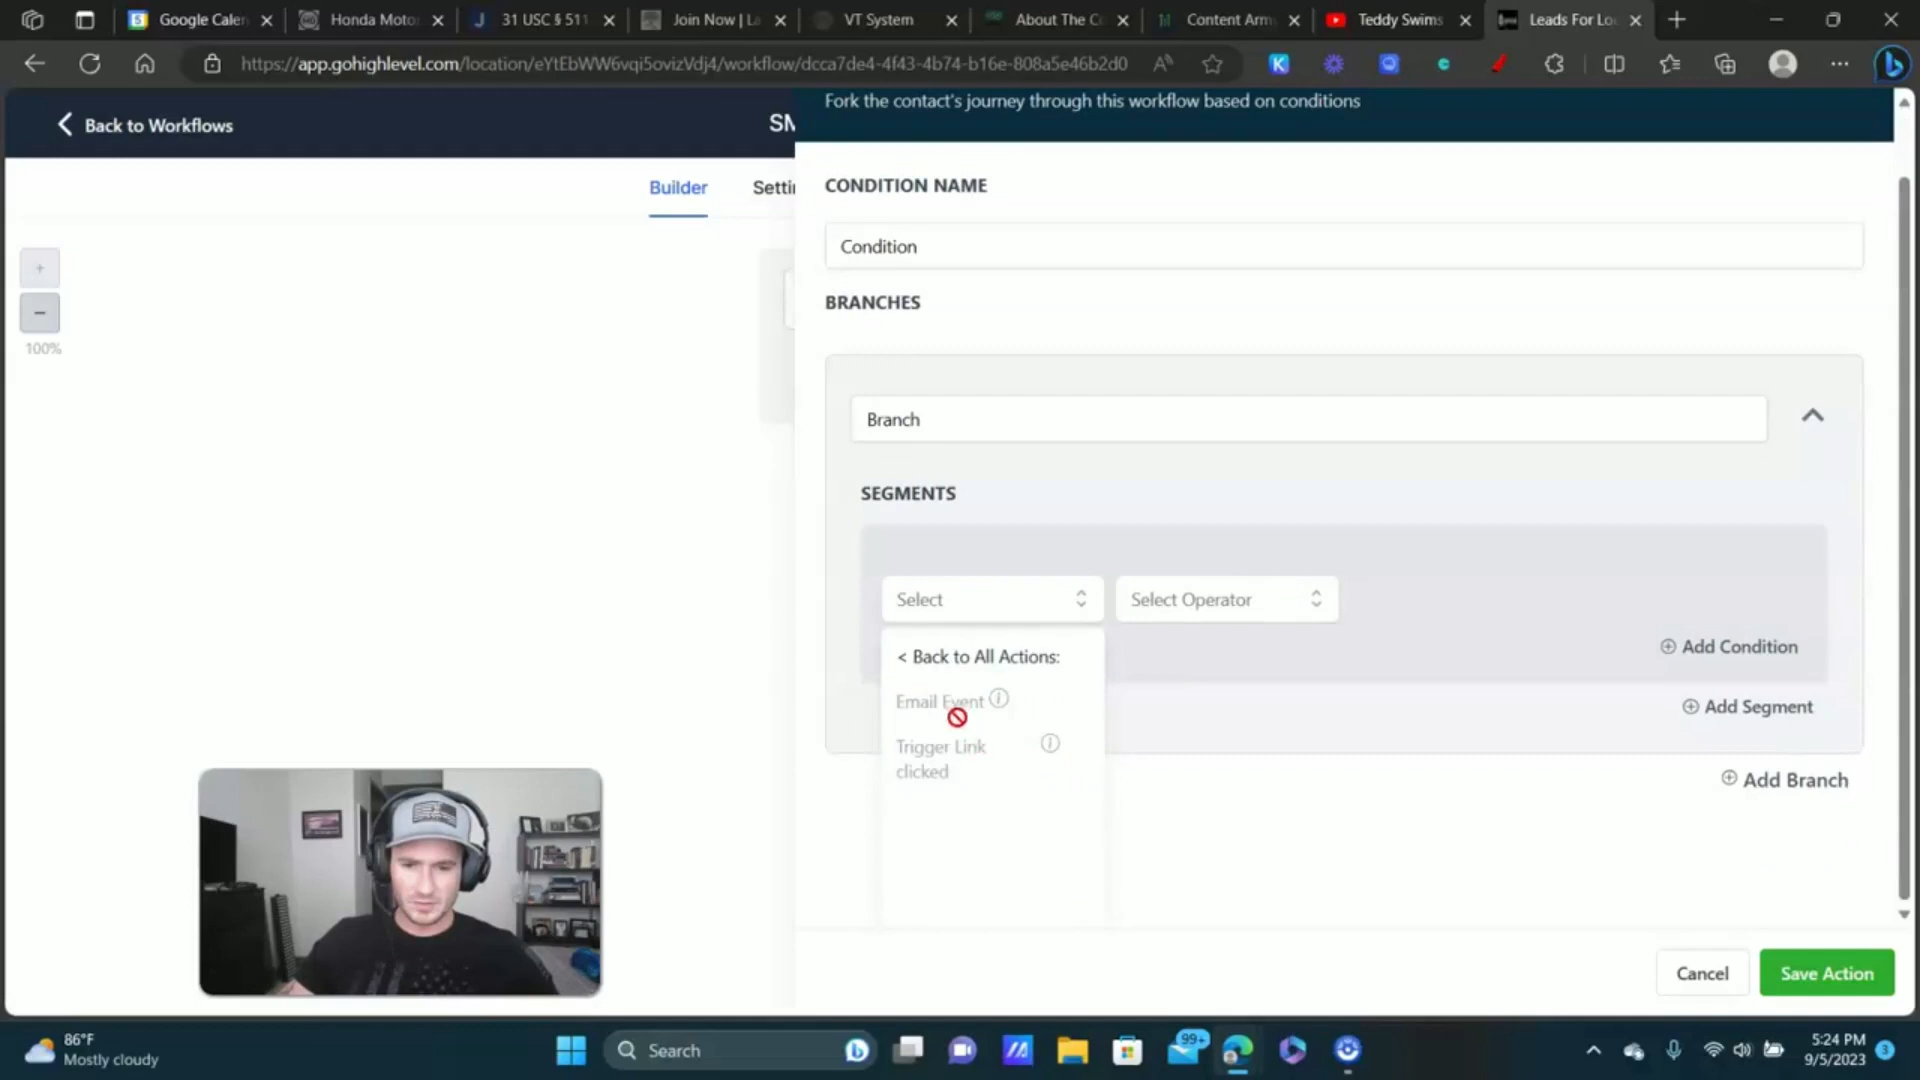 Google Calen
Honda Moto
31 USC § 511
Join Now | La
VT System
About The C
Content Arm
Teddy Swims
Leads For Lo
https://app.gohighlevel.com/location/eYtEbWW6vqi5ovizVdj4/workflow/dcca7de4-4f43-4b74-b16e-808a5e46b2d0
Fork the contact's journey through this workflow based on conditions
Back to Workflows
SM
Builder
Settin
CONDITION NAME
Condition
BRANCHES
100%
Branch
SEGMENTS
Select
Select Operator
< Back to All Actions:
Add Condition
Email Event
Add Segment
Trigger Link
clicked
Add Branch
Cancel
Save Action
86°F
Mostly cloudy
Search
99+
5:24 PM
9/5/2023
3